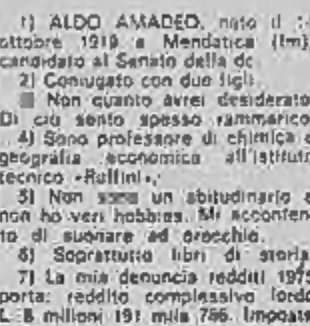 1) ALDO AMADEO, nato il 1-
ottobre 1919 a Mendatica (Im),
candidato al Senato della dc
2) Coniugato con due figli
Non quanto avrei desiderato
Di ciò sento spesso rammarico
4) Sono professore di chimica e
geografia economica all'istituto
tecnico «Ruffini».
5) Non sono un abitudinario e
non ho veri hobbies. Mi acconten
to di suonare ad orecchio.
6) Soprattutto libri di storia
7) La mia denuncia redditi 1975
porta: reddito complessivo lordo
L. 8 milioni 191 mila 786. Imposte